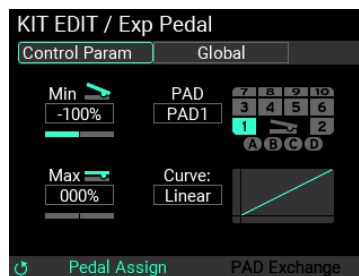 KIT EDIT / Exp Pedal
Control Param Global
Min PAD 7 8 9 10
-100% PAD1 3 4 5 6
1 2
A B C D
Max Curve:
000% Linear
Pedal Assign PAD Exchange